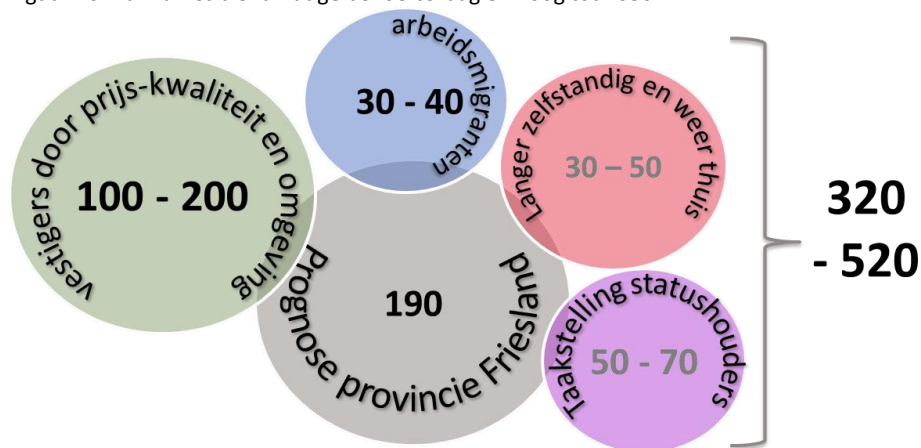 vestigers door prijs-kwaliteit en omgeving
100 - 200
arbeidsmigranten
30 - 40
Langer zelfstandig en weer thuis
30 – 50
Prognose provincie Friesland
190
Taakstelling statushouders
50 - 70
320
- 520